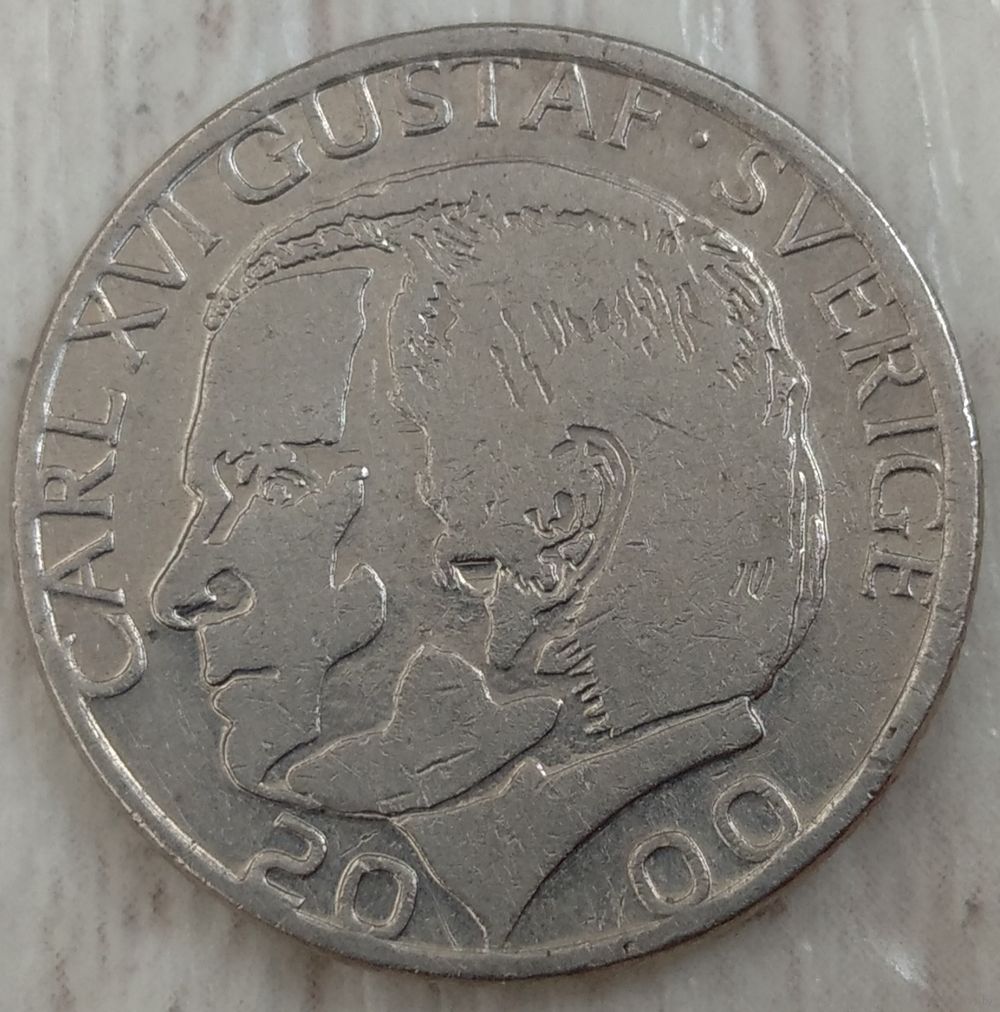 CARL XVI GUSTAF · SVERIGE
2000